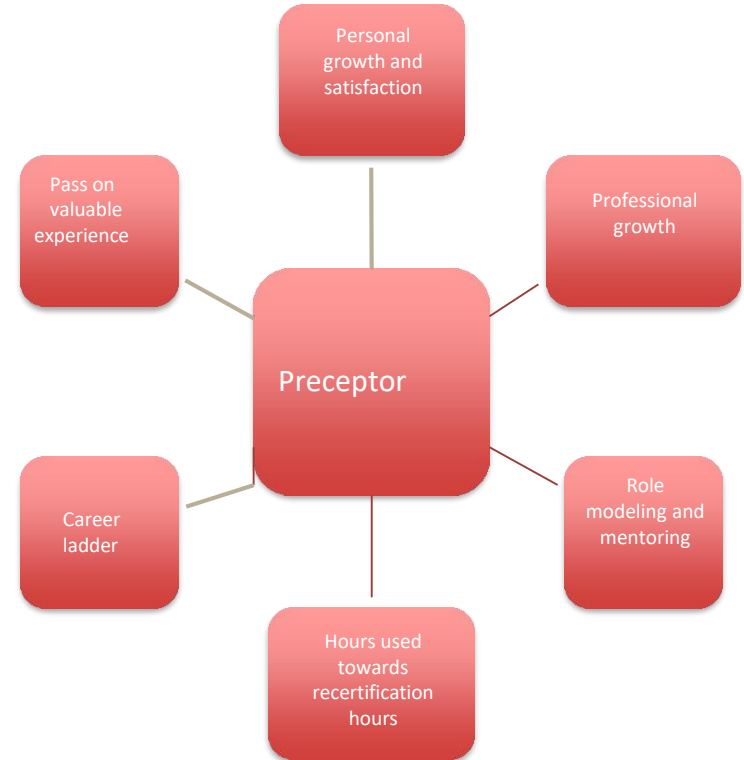 Personal
growth and
satisfaction
Pass on
valuable
experience
Professional
growth
Preceptor
Career
ladder
Role
modeling and
mentoring
Hours used
towards
recertification
hours